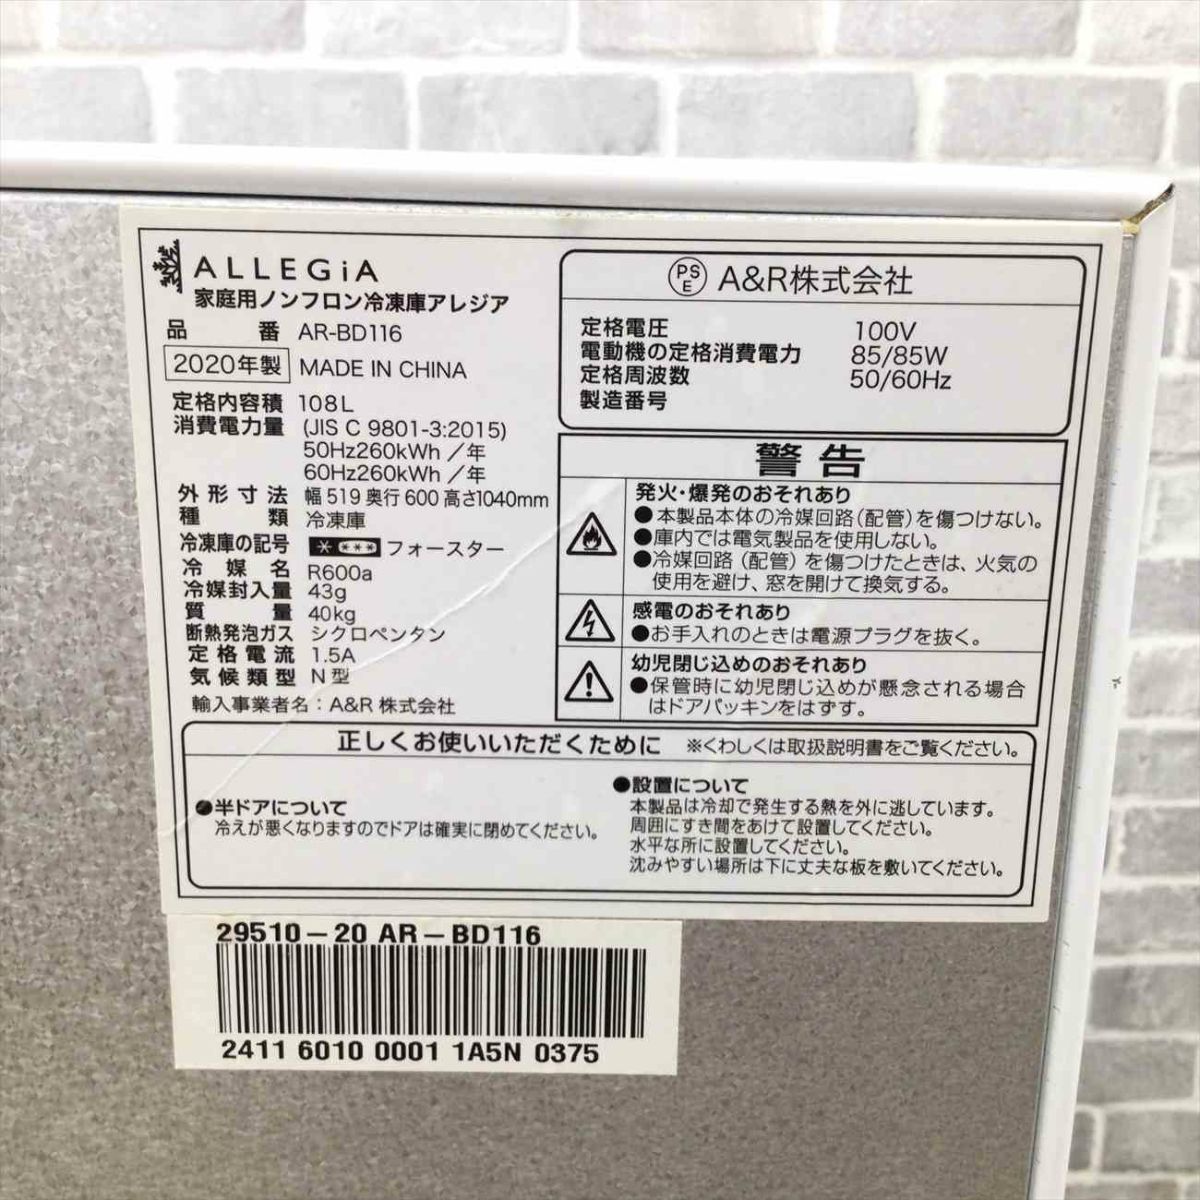 ALLEGiA
家庭用ノンフロン冷凍庫アレジア
品番 AR-BD116
2020年製 MADE IN CHINA
定格内容積 108L
消費電力量 (JIS C 9801-3:2015)
50Hz260kWh/年
60Hz260kWh/年
外形寸法 幅519奥行600高さ1040mm
種類 冷凍庫
冷凍庫の記号 フォースター
冷媒名 R600a
冷媒封入量 43g
質量 40kg
断熱発泡ガス シクロペンタン
定格電流 1.5A
気候類型 N型
輸入事業者名：A&R株式会社
PSE A&R株式会社
定格電圧 100V
電動機の定格消費電力 85/85W
定格周波数 50/60Hz
製造番号
警告
発火・爆発のおそれあり
●本製品本体の冷媒回路(配管)を傷つけない。
●庫内では電気製品を使用しない。
●冷媒回路(配管)を傷つけたときは、火気の
使用を避け、窓を開けて換気する。
感電のおそれあり
●お手入れのときは電源プラグを抜く。
幼児閉じ込めのおそれあり
●保管時に幼児閉じ込めが懸念される場合
はドアパッキンをはずす。
正しくお使いいただくために ※くわしくは取扱説明書をご覧ください。
●半ドアについて
冷えが悪くなりますのでドアは確実に閉めてください。
●設置について
本製品は冷却で発生する熱を外に逃しています。
周囲にすき間をあけて設置してください。
水平な所に設置してください。
沈みやすい場所は下に丈夫な板を敷いてください。
29510-20 AR-BD116
2411 6010 0001 1A5N 0375